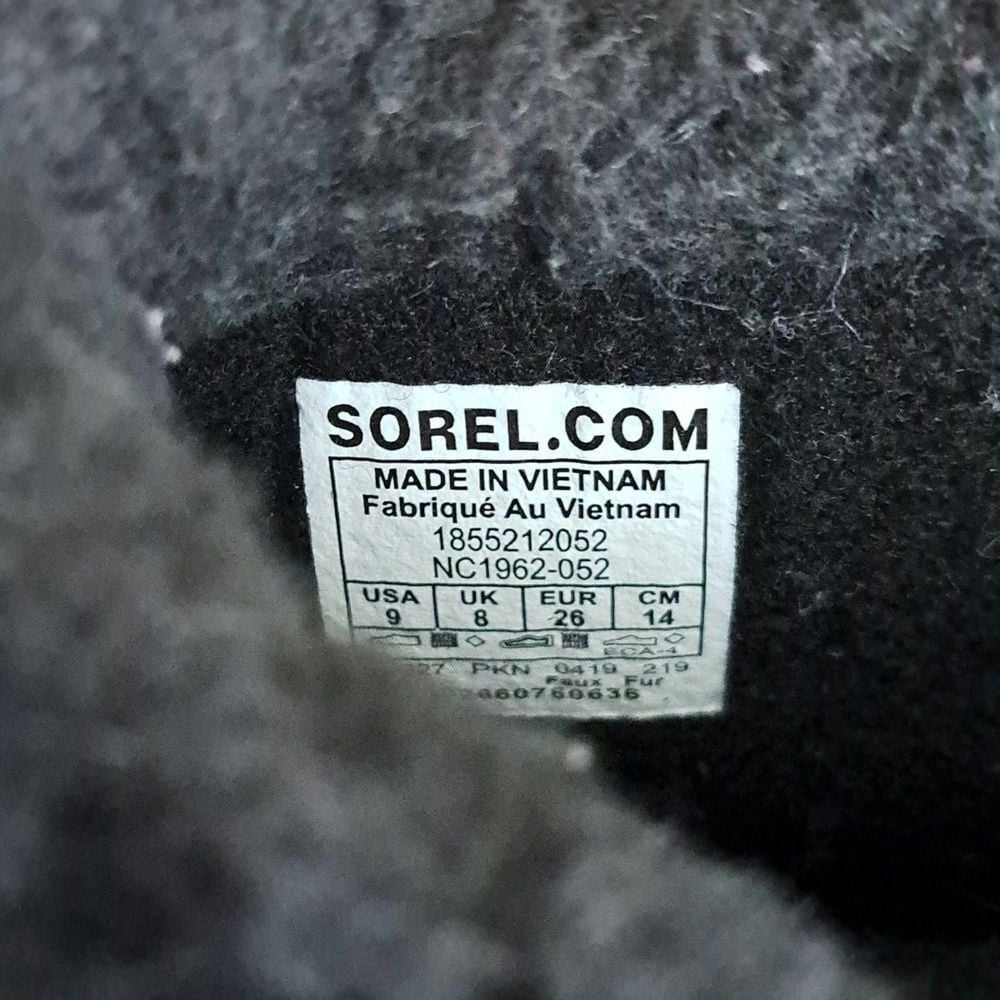 SOREL.COM
MADE IN VIETNAM
Fabriqué Au Vietnam
1855212052
NC1962-052
USA UK EUR CM
9 8 26 14
ECA-4
PKN 0419 219
Faux Fur